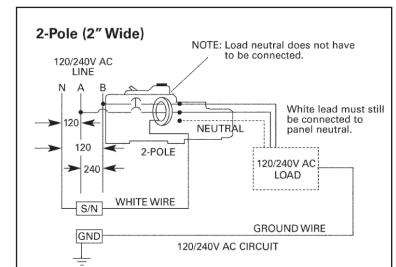 2-Pole (2" Wide)
NOTE: Load neutral does not have
to be connected.
120/240V AC
LINE
N A B
White lead must still
be connected to
panel neutral.
120
NEUTRAL
120
2-POLE
240
120/240V AC
LOAD
S/N
WHITE WIRE
GROUND WIRE
GND
120/240V AC CIRCUIT